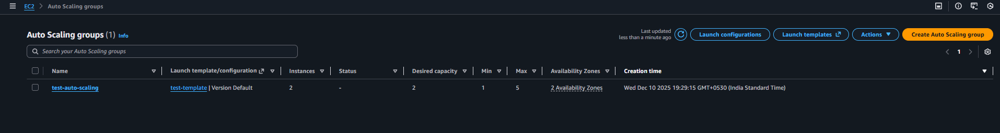 EC2 > Auto Scaling groups
Auto Scaling groups (1) Info
Last updated
less than a minute ago
Launch configurations
Launch templates
Actions
Create Auto Scaling group
Search your Auto Scaling groups
1
Name Launch template/configuration Instances Status Desired capacity Min Max Availability Zones Creation time
test-auto-scaling test-template | Version Default 2 - 2 1 5 2 Availability Zones Wed Dec 10 2025 19:29:15 GMT+0530 (India Standard Time)